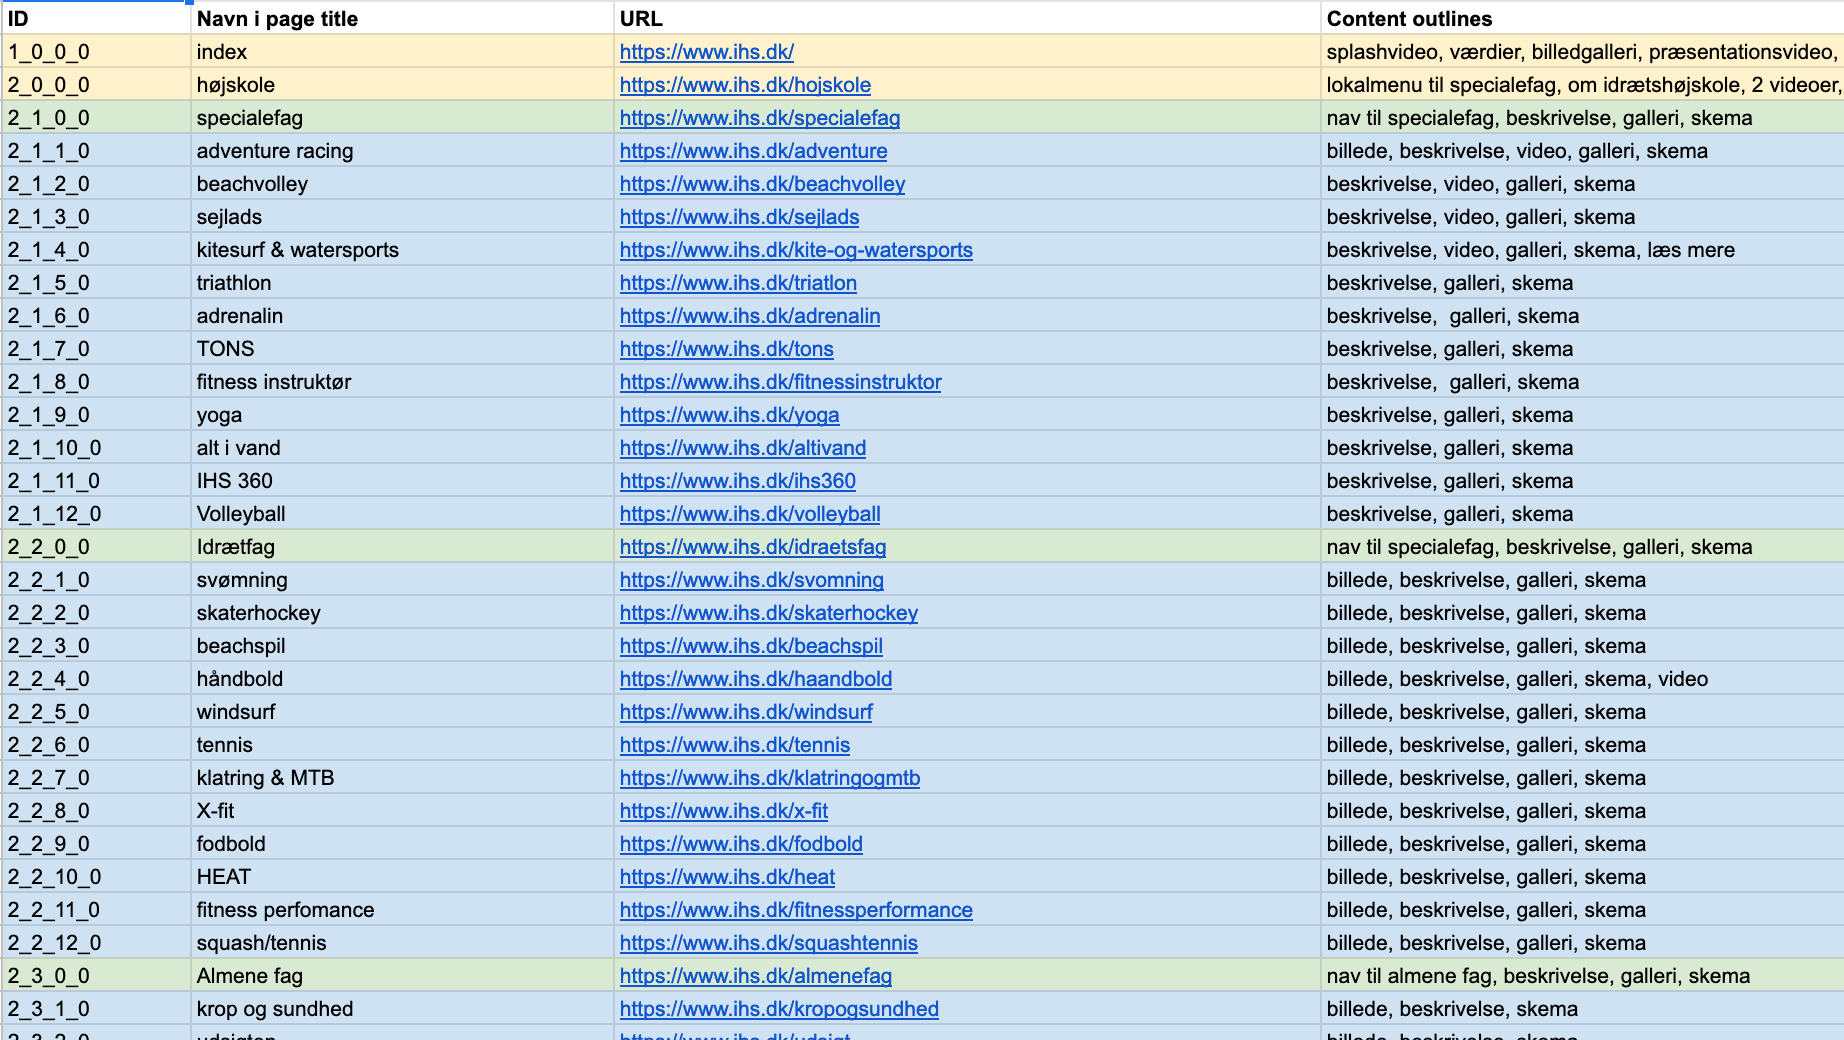 ID Navn i page title URL Content outlines
1_0_0_0 index https://www.ihs.dk/ splashvideo, værdier, billedgalleri, præsentationsvideo,
2_0_0_0 højskole https://www.ihs.dk/hojskole lokalmenu til specialefag, om idrætshøjskole, 2 videoer,
2_1_0_0 specialefag https://www.ihs.dk/specialefag nav til specialefag, beskrivelse, galleri, skema
2_1_1_0 adventure racing https://www.ihs.dk/adventure billede, beskrivelse, video, galleri, skema
2_1_2_0 beachvolley https://www.ihs.dk/beachvolley beskrivelse, video, galleri, skema
2_1_3_0 sejlads https://www.ihs.dk/sejlads beskrivelse, video, galleri, skema
2_1_4_0 kitesurf & watersports https://www.ihs.dk/kite-og-watersports beskrivelse, video, galleri, skema, læs mere
2_1_5_0 triathlon https://www.ihs.dk/triatlon beskrivelse, galleri, skema
2_1_6_0 adrenalin https://www.ihs.dk/adrenalin beskrivelse, galleri, skema
2_1_7_0 TONS https://www.ihs.dk/tons beskrivelse, galleri, skema
2_1_8_0 fitness instruktør https://www.ihs.dk/fitnessinstruktor beskrivelse, galleri, skema
2_1_9_0 yoga https://www.ihs.dk/yoga beskrivelse, galleri, skema
2_1_10_0 alt i vand https://www.ihs.dk/altivand beskrivelse, galleri, skema
2_1_11_0 IHS 360 https://www.ihs.dk/ihs360 beskrivelse, galleri, skema
2_1_12_0 Volleyball https://www.ihs.dk/volleyball beskrivelse, galleri, skema
2_2_0_0 Idrætfag https://www.ihs.dk/idraetsfag nav til specialefag, beskrivelse, galleri, skema
2_2_1_0 svømning https://www.ihs.dk/svomning billede, beskrivelse, galleri, skema
2_2_2_0 skaterhockey https://www.ihs.dk/skaterhockey billede, beskrivelse, galleri, skema
2_2_3_0 beachspil https://www.ihs.dk/beachspil billede, beskrivelse, galleri, skema
2_2_4_0 håndbold https://www.ihs.dk/haandbold billede, beskrivelse, galleri, skema, video
2_2_5_0 windsurf https://www.ihs.dk/windsurf billede, beskrivelse, galleri, skema
2_2_6_0 tennis https://www.ihs.dk/tennis billede, beskrivelse, galleri, skema
2_2_7_0 klatring & MTB https://www.ihs.dk/klatringogmtb billede, beskrivelse, galleri, skema
2_2_8_0 X-fit https://www.ihs.dk/x-fit billede, beskrivelse, galleri, skema
2_2_9_0 fodbold https://www.ihs.dk/fodbold billede, beskrivelse, galleri, skema
2_2_10_0 HEAT https://www.ihs.dk/heat billede, beskrivelse, galleri, skema
2_2_11_0 fitness perfomance https://www.ihs.dk/fitnessperformance billede, beskrivelse, galleri, skema
2_2_12_0 squash/tennis https://www.ihs.dk/squashtennis billede, beskrivelse, galleri, skema
2_3_0_0 Almene fag https://www.ihs.dk/almenefag nav til almene fag, beskrivelse, galleri, skema
2_3_1_0 krop og sundhed https://www.ihs.dk/kropogsundhed billede, beskrivelse, skema